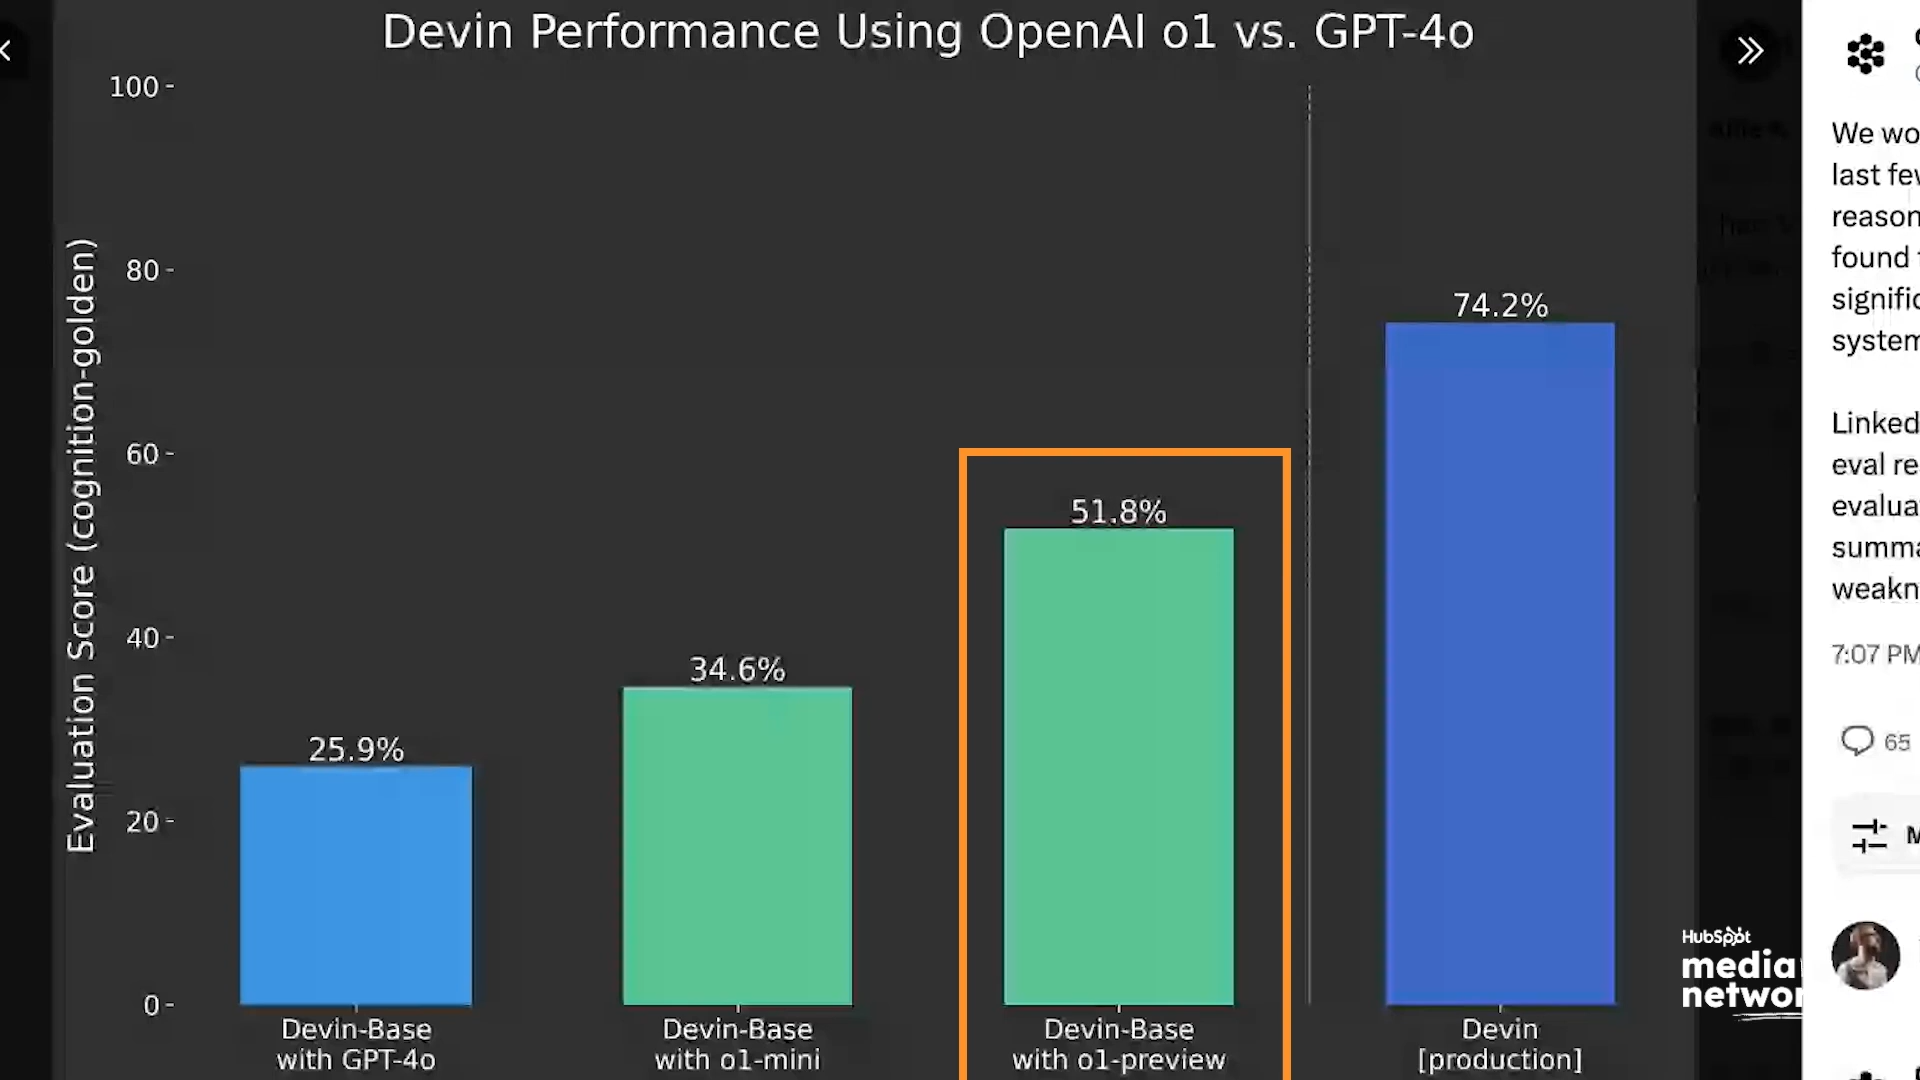 Devin Performance Using OpenAI o1 vs. GPT-4o
Evaluation Score (cognition-golden)
100
80
60
40
20
0
25.9%
34.6%
51.8%
74.2%
Devin-Base
with GPT-4o
Devin-Base
with o1-mini
Devin-Base
with o1-preview
Devin
[production]
We wo
last few
reason
found
signific
system
Linked
eval re
evalua
summa
weakn
7:07 PM
65
HubSpot
media
networ